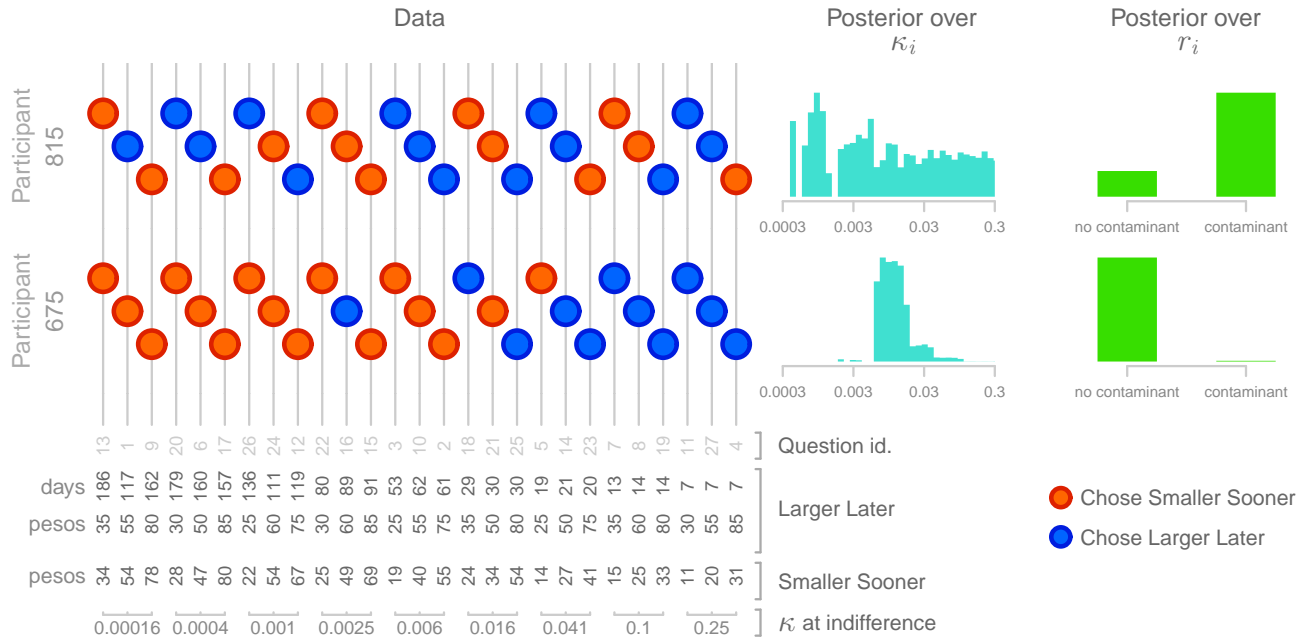 Data
Posterior over
κi
Posterior over
ri
Participant
815
0.0003 0.003 0.03 0.3
no contaminant contaminant
Participant
675
0.0003 0.003 0.03 0.3
no contaminant contaminant
13 1 9 20 6 17 26 24 12 22 16 15 3 10 2 18 21 25 5 14 23 7 8 19 11 27 4 Question id.
days 186 117 162 179 160 157 136 111 119 80 89 91 53 62 61 29 30 30 19 21 20 13 14 14 7 7 7
Larger Later
pesos 35 55 80 30 50 85 25 60 75 30 60 85 25 55 75 35 50 80 25 50 75 35 60 80 30 55 85
pesos 34 54 78 28 47 80 22 54 67 25 49 69 19 40 55 24 34 54 14 27 41 15 25 33 11 20 31 Smaller Sooner
0.00016 0.0004 0.001 0.0025 0.006 0.016 0.041 0.1 0.25 κ at indifference
Chose Smaller Sooner
Chose Larger Later